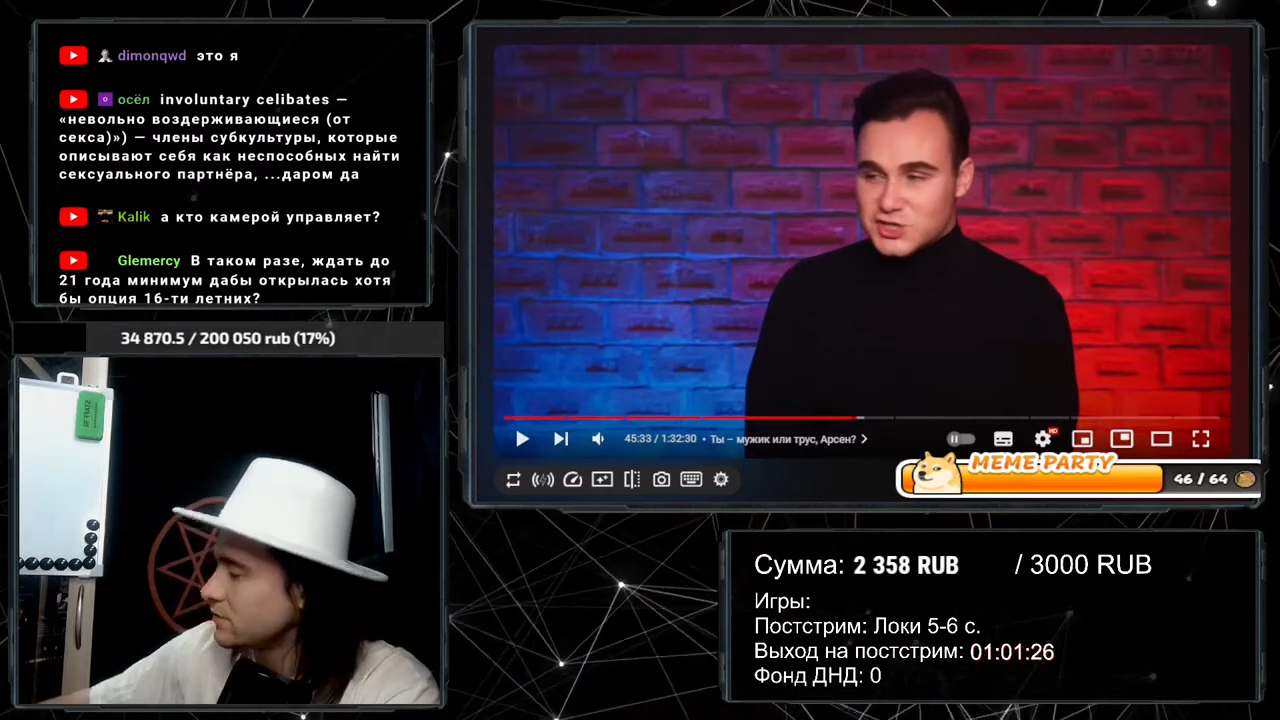 dimonqwd это я
осёл involuntary celibates —
«невольно воздерживающиеся (от
секса)») — члены субкультуры, которые
описывают себя как неспособных найти
сексуального партнёра, ...даром да
Kalik а кто камерой управляет?
Glemercy В таком разе, ждать до
21 года минимум дабы открылась хотя
бы опция 16-ти летних?
34 870.5 / 200 050 rub (17%)
45:33 / 1:32:30 • Ты – мужик или трус, Арсен?
HD
MEME PARTY
46 / 64
Сумма: 2 358 RUB / 3000 RUB
Игры:
Постстрим: Локи 5-6 с.
Выход на постстрим: 01:01:26
Фонд ДНД: 0